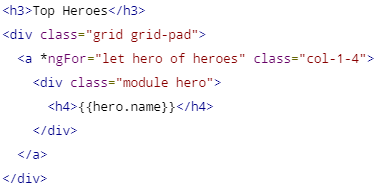 <h3>Top Heroes</h3>
<div class="grid grid-pad">
  <a *ngFor="let hero of heroes" class="col-1-4">
    <div class="module hero">
      <h4>{{hero.name}}</h4>
    </div>
  </a>
</div>